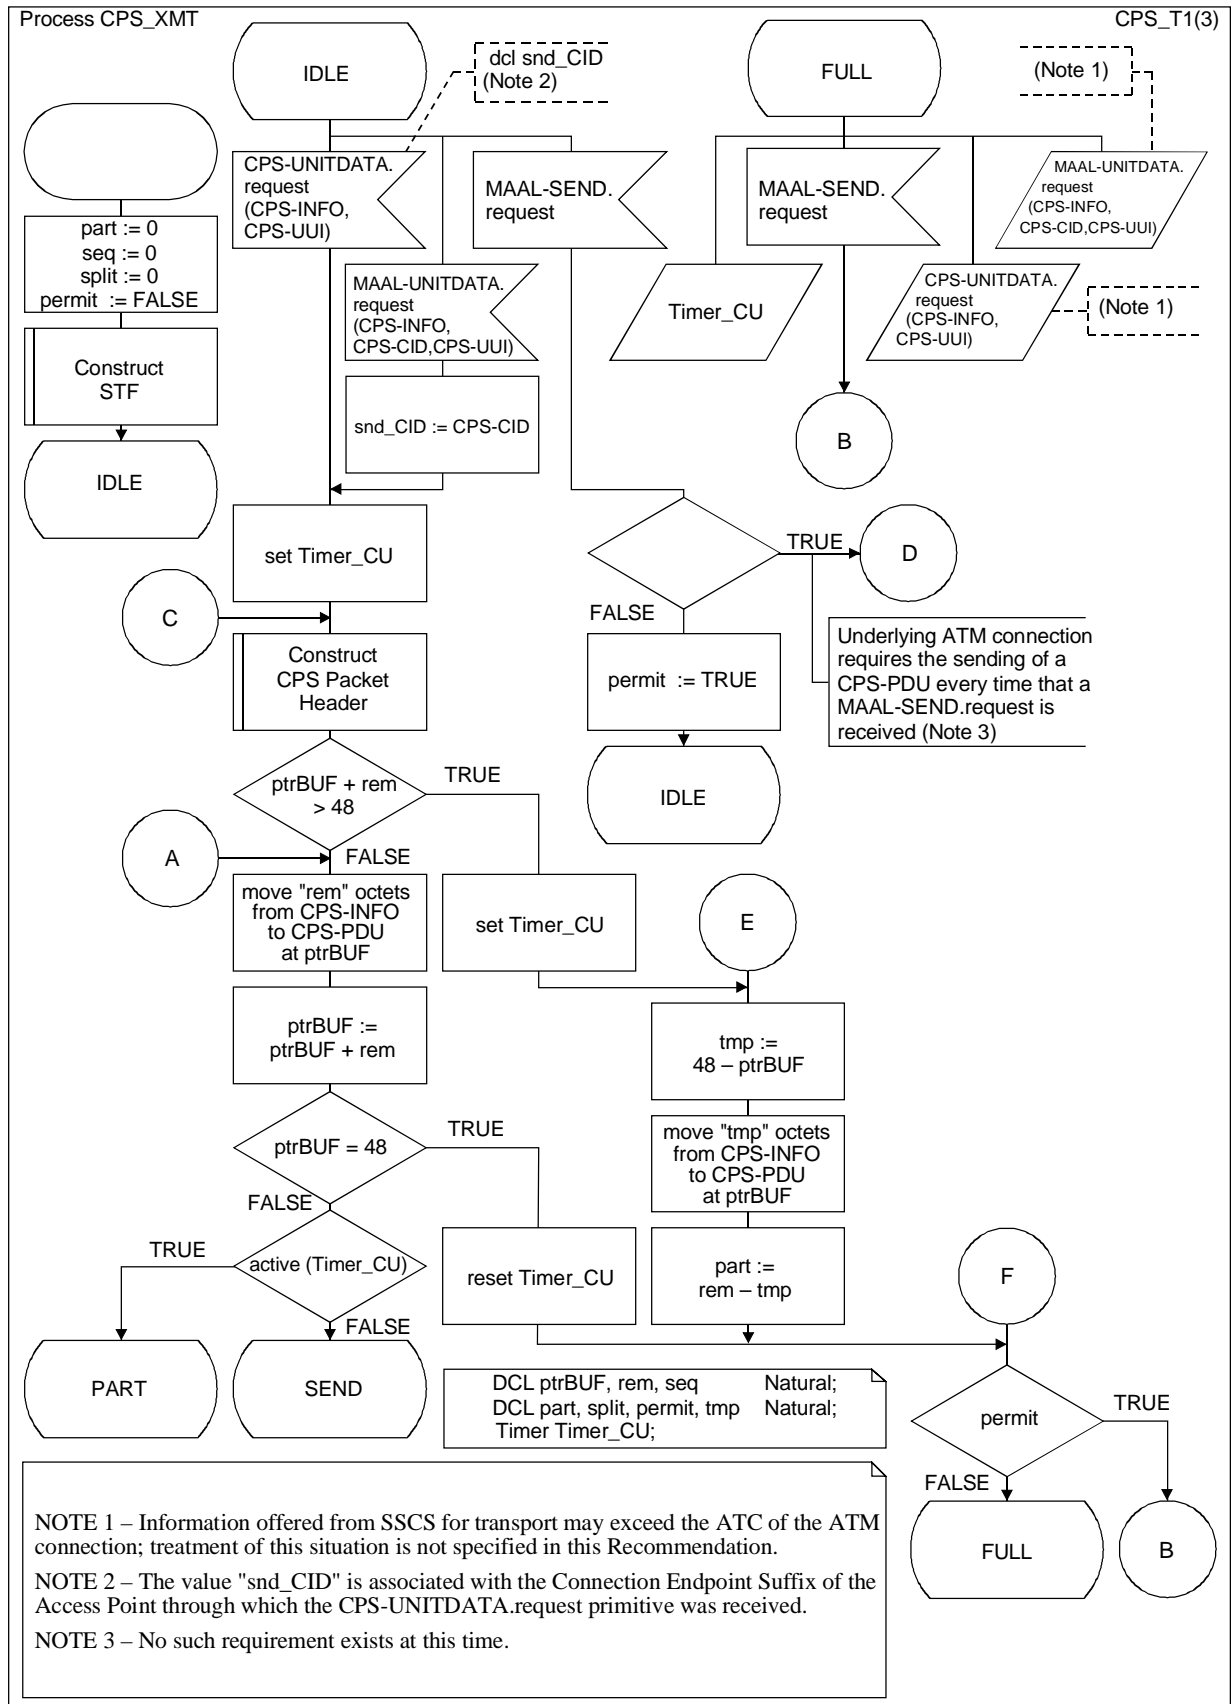 Process CPS_XMT
CPS_T1(3)
IDLE
dcl snd_CID
(Note 2)
FULL
(Note 1)
CPS-UNITDATA.
request
(CPS-INFO,
CPS-UUI)
MAAL-SEND.
request
MAAL-SEND.
request
MAAL-UNITDATA.
request
(CPS-INFO,
CPS-CID,CPS-UUI)
part := 0
seq := 0
split := 0
permit := FALSE
MAAL-UNITDATA.
request
(CPS-INFO,
CPS-CID,CPS-UUI)
Timer_CU
CPS-UNITDATA.
request
(CPS-INFO,
CPS-UUI)
(Note 1)
Construct
STF
snd_CID := CPS-CID
B
IDLE
set Timer_CU
TRUE
D
C
FALSE
Construct
CPS Packet
Header
permit := TRUE
Underlying ATM connection
requires the sending of a
CPS-PDU every time that a
MAAL-SEND.request is
received (Note 3)
ptrBUF + rem
> 48
TRUE
IDLE
A
FALSE
move "rem" octets
from CPS-INFO
to CPS-PDU
at ptrBUF
set Timer_CU
E
ptrBUF :=
ptrBUF + rem
tmp :=
48 – ptrBUF
ptrBUF = 48
TRUE
move "tmp" octets
from CPS-INFO
to CPS-PDU
at ptrBUF
FALSE
TRUE
active (Timer_CU)
reset Timer_CU
part :=
rem – tmp
F
FALSE
PART
SEND
DCL ptrBUF, rem, seq Natural;
DCL part, split, permit, tmp Natural;
Timer Timer_CU;
permit
TRUE
FALSE
FULL
B
NOTE 1 – Information offered from SSCS for transport may exceed the ATC of the ATM
connection; treatment of this situation is not specified in this Recommendation.
NOTE 2 – The value "snd_CID" is associated with the Connection Endpoint Suffix of the
Access Point through which the CPS-UNITDATA.request primitive was received.
NOTE 3 – No such requirement exists at this time.